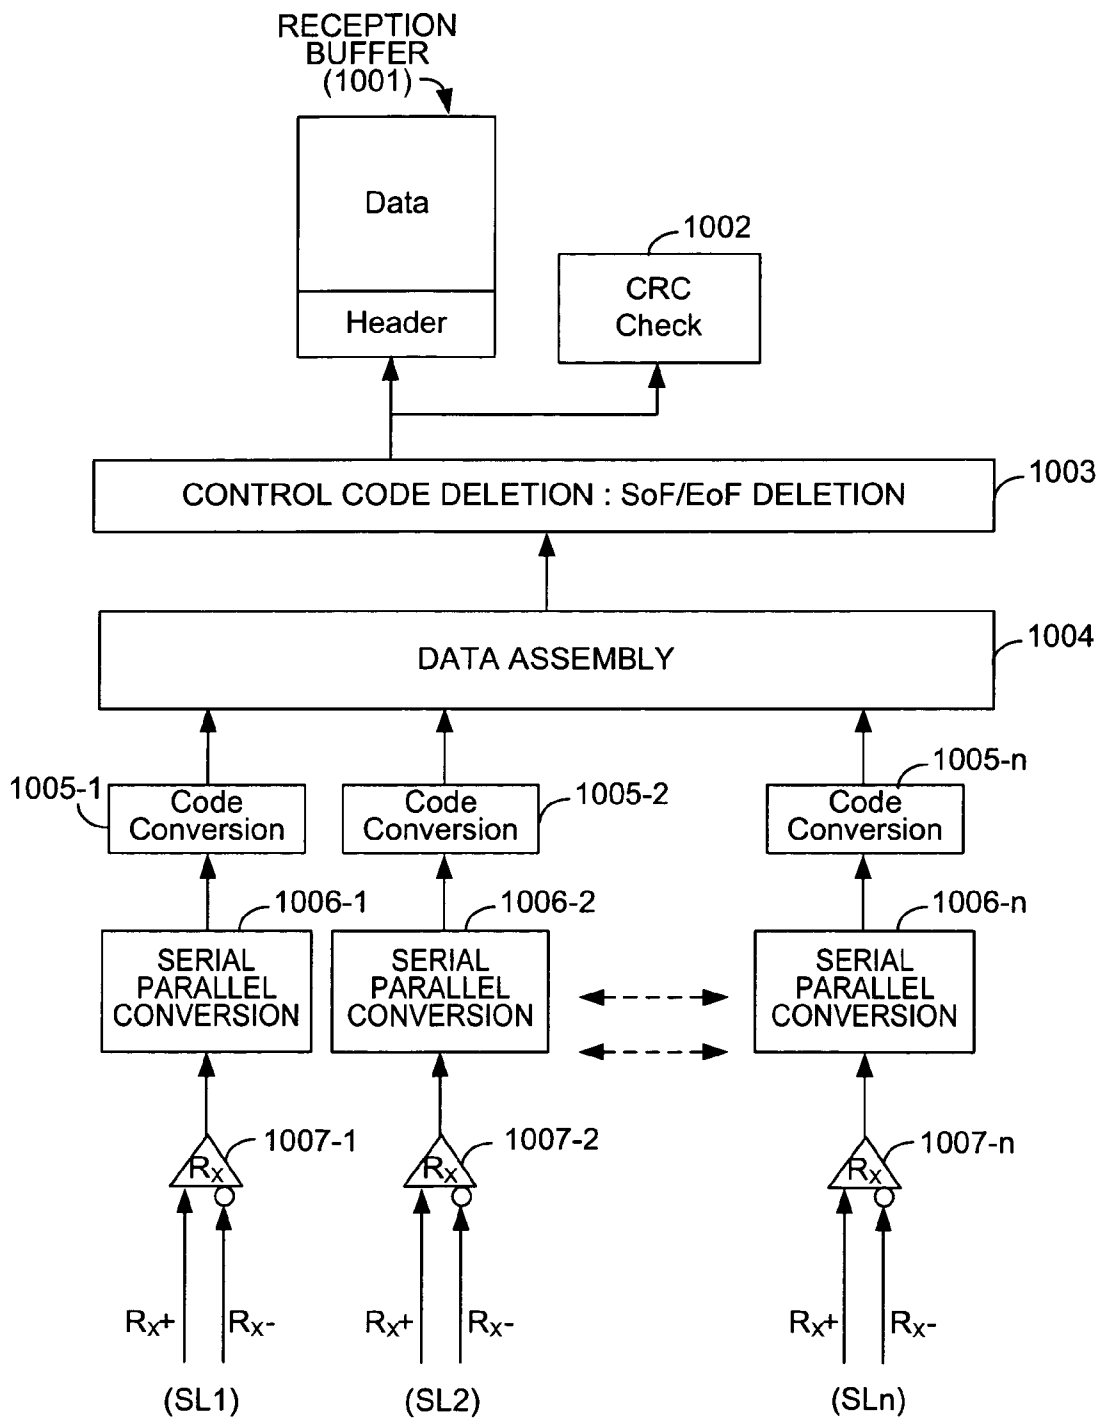 RECEPTION
BUFFER
(1001)
Data
Header
1002
CRC
Check
CONTROL CODE DELETION : SoF/EoF DELETION
1003
DATA ASSEMBLY
1004
1005-1
Code
Conversion
1005-2
Code
Conversion
1005-n
Code
Conversion
1006-1
SERIAL
PARALLEL
CONVERSION
1006-2
SERIAL
PARALLEL
CONVERSION
1006-n
SERIAL
PARALLEL
CONVERSION
1007-1
RX
1007-2
RX
1007-n
RX
RX+
RX-
RX+
RX-
RX+
RX-
(SL1)
(SL2)
(SLn)